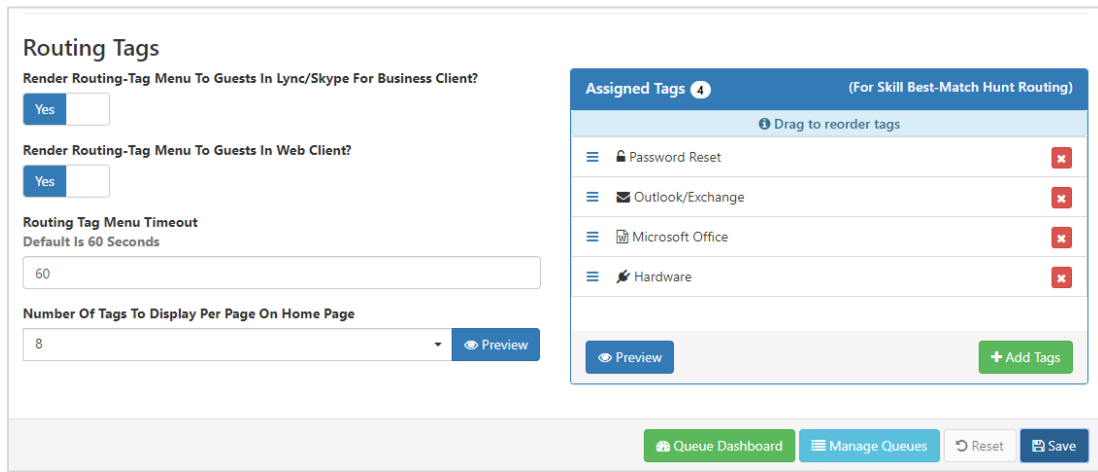 Routing Tags
Render Routing-Tag Menu To Guests In Lync/Skype For Business Client?
Yes
Render Routing-Tag Menu To Guests In Web Client?
Yes
Routing Tag Menu Timeout
Default Is 60 Seconds
60
Number Of Tags To Display Per Page On Home Page
8
Preview
Assigned Tags 4 (For Skill Best-Match Hunt Routing)
Drag to reorder tags
Password Reset
Outlook/Exchange
Microsoft Office
Hardware
Preview
Add Tags
Queue Dashboard
Manage Queues
Reset
Save